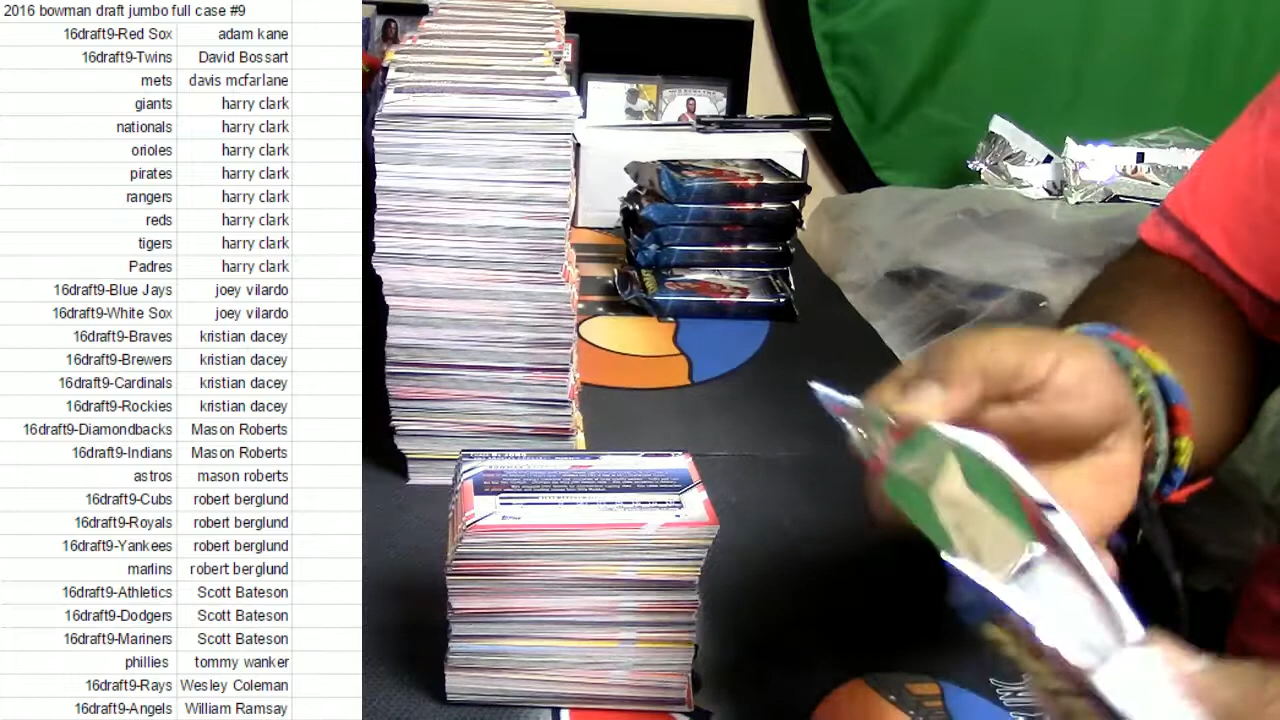 2016 bowman draft jumbo full case #9
16draft9-Red Sox adam kane
16draft9-Twins David Bossart
mets davis mcfarlane
giants harry clark
nationals harry clark
orioles harry clark
pirates harry clark
rangers harry clark
reds harry clark
tigers harry clark
Padres harry clark
16draft9-Blue Jays joey vilardo
16draft9-White Sox joey vilardo
16draft9-Braves kristian dacey
16draft9-Brewers kristian dacey
16draft9-Cardinals kristian dacey
16draft9-Rockies kristian dacey
16draft9-Diamondbacks Mason Roberts
16draft9-Indians Mason Roberts
astros mason roberts
16draft9-Cubs robert berglund
16draft9-Royals robert berglund
16draft9-Yankees robert berglund
marlins robert berglund
16draft9-Athletics Scott Bateson
16draft9-Dodgers Scott Bateson
16draft9-Mariners Scott Bateson
phillies tommy wanker
16draft9-Rays Wesley Coleman
16draft9-Angels William Ramsay